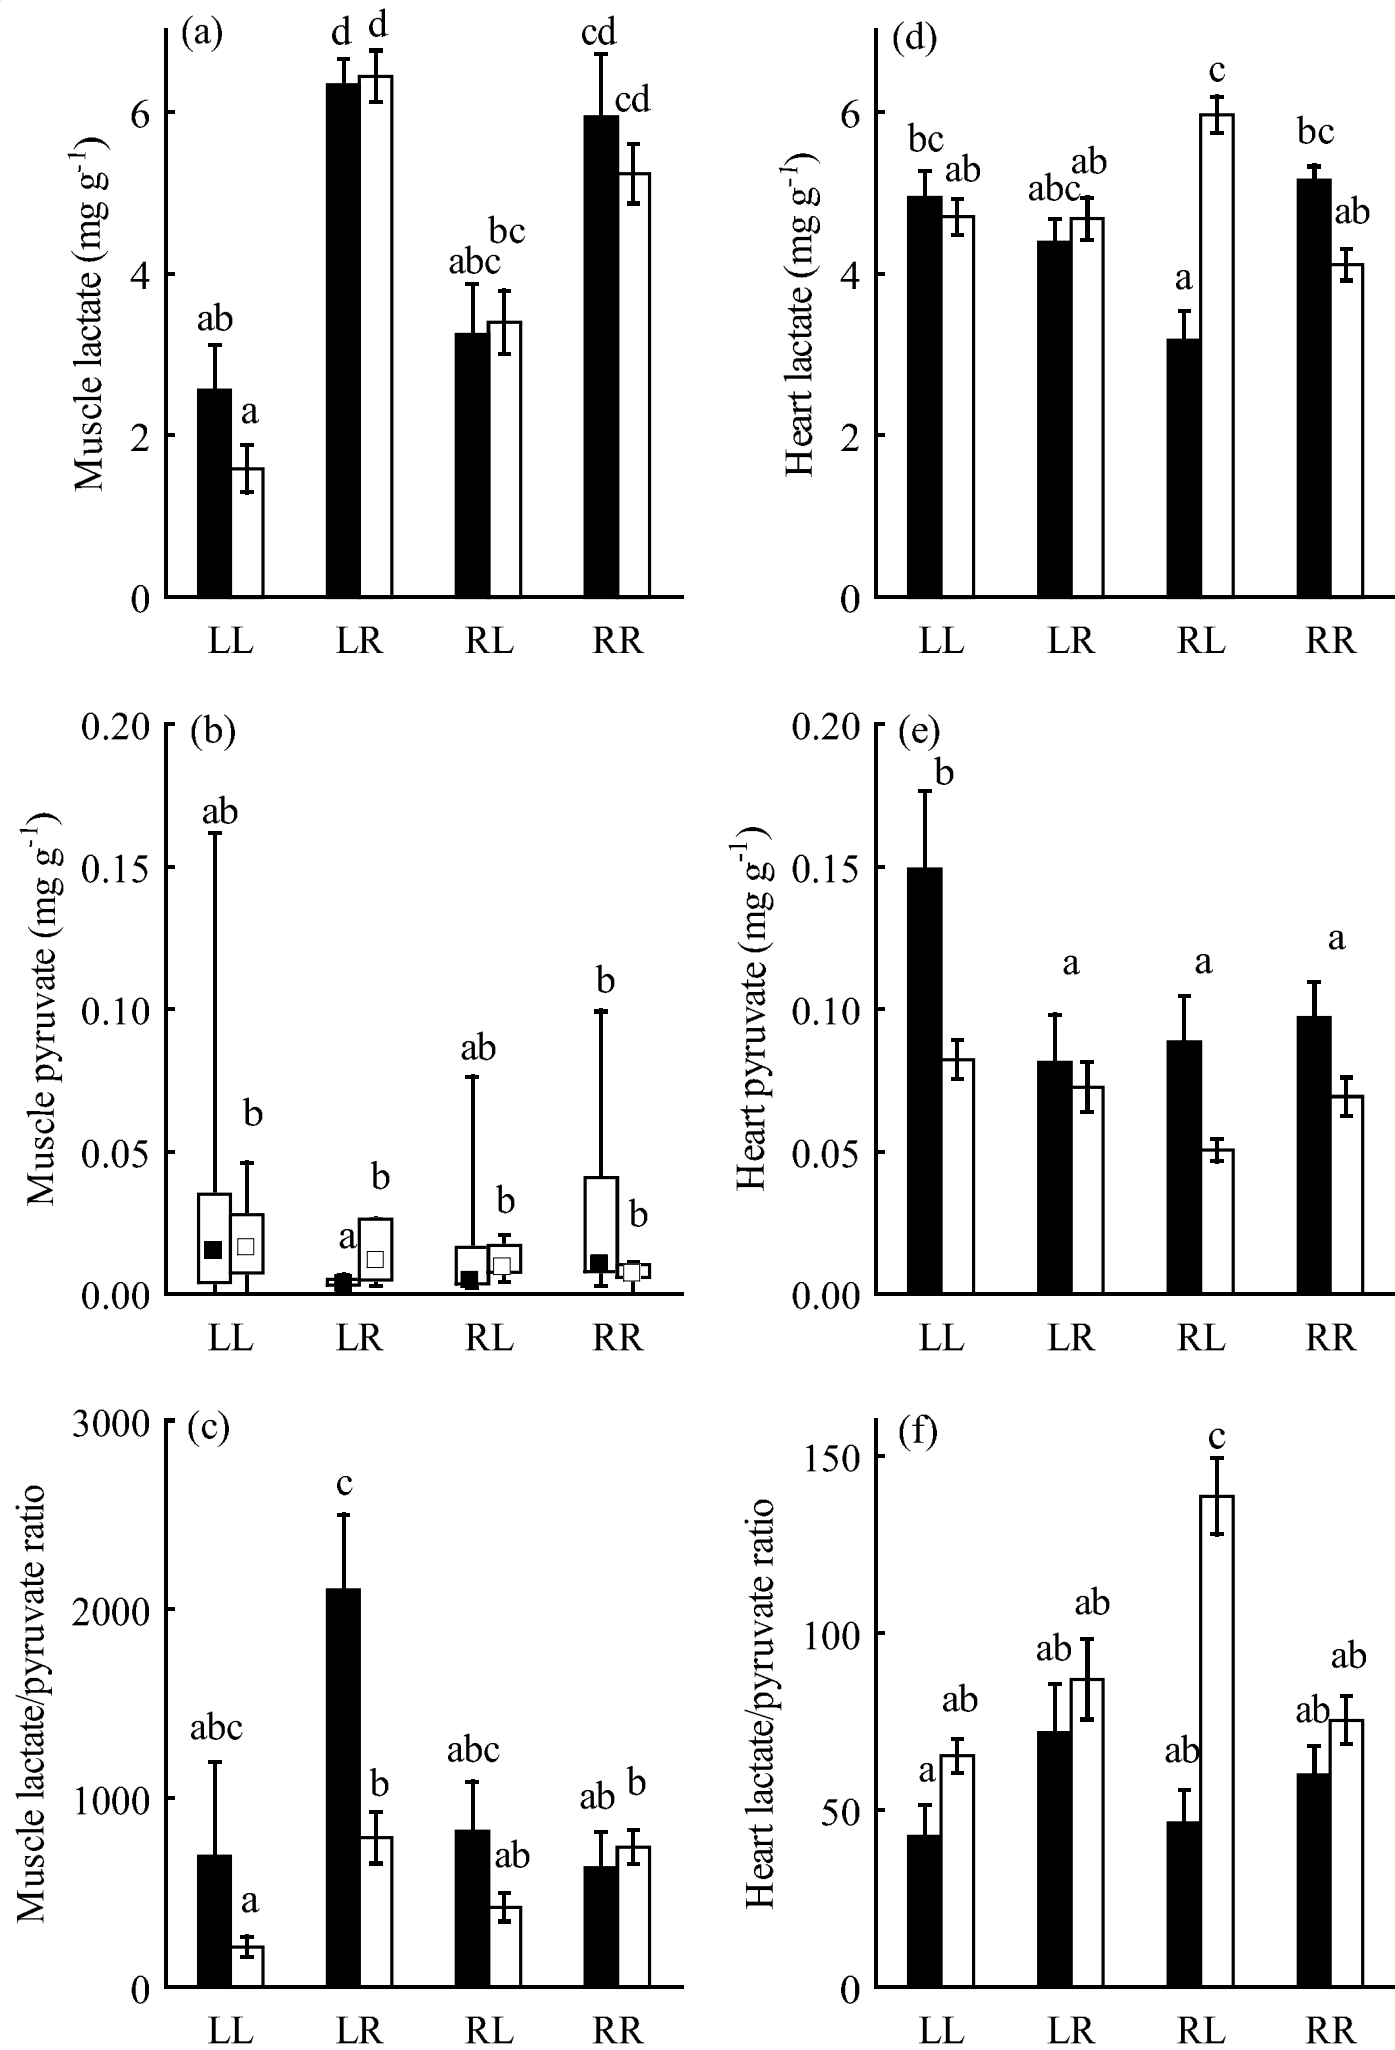 (a)
d
d
cd
cd
6
ab
a
abc
bc
4
2
0
Muscle lactate (mg g-1)
LL LR RL RR
(d)
c
bc
ab
abc
ab
a
bc
ab
6
4
2
0
Heart lactate (mg g-1)
LL LR RL RR
(b)
0.20
ab
0.15
b
0.10
ab
b
0.05
a
b
b
b
0.00
Muscle pyruvate (mg g-1)
LL LR RL RR
(e)
0.20
b
0.15
a
a
a
0.10
0.05
0.00
Heart pyruvate (mg g-1)
LL LR RL RR
(c)
3000
c
2000
abc
a
b
abc
ab
ab
b
1000
0
Muscle lactate/pyruvate ratio
LL LR RL RR
(f)
c
150
ab
100
ab
ab
ab
a
ab
ab
50
0
Heart lactate/pyruvate ratio
LL LR RL RR